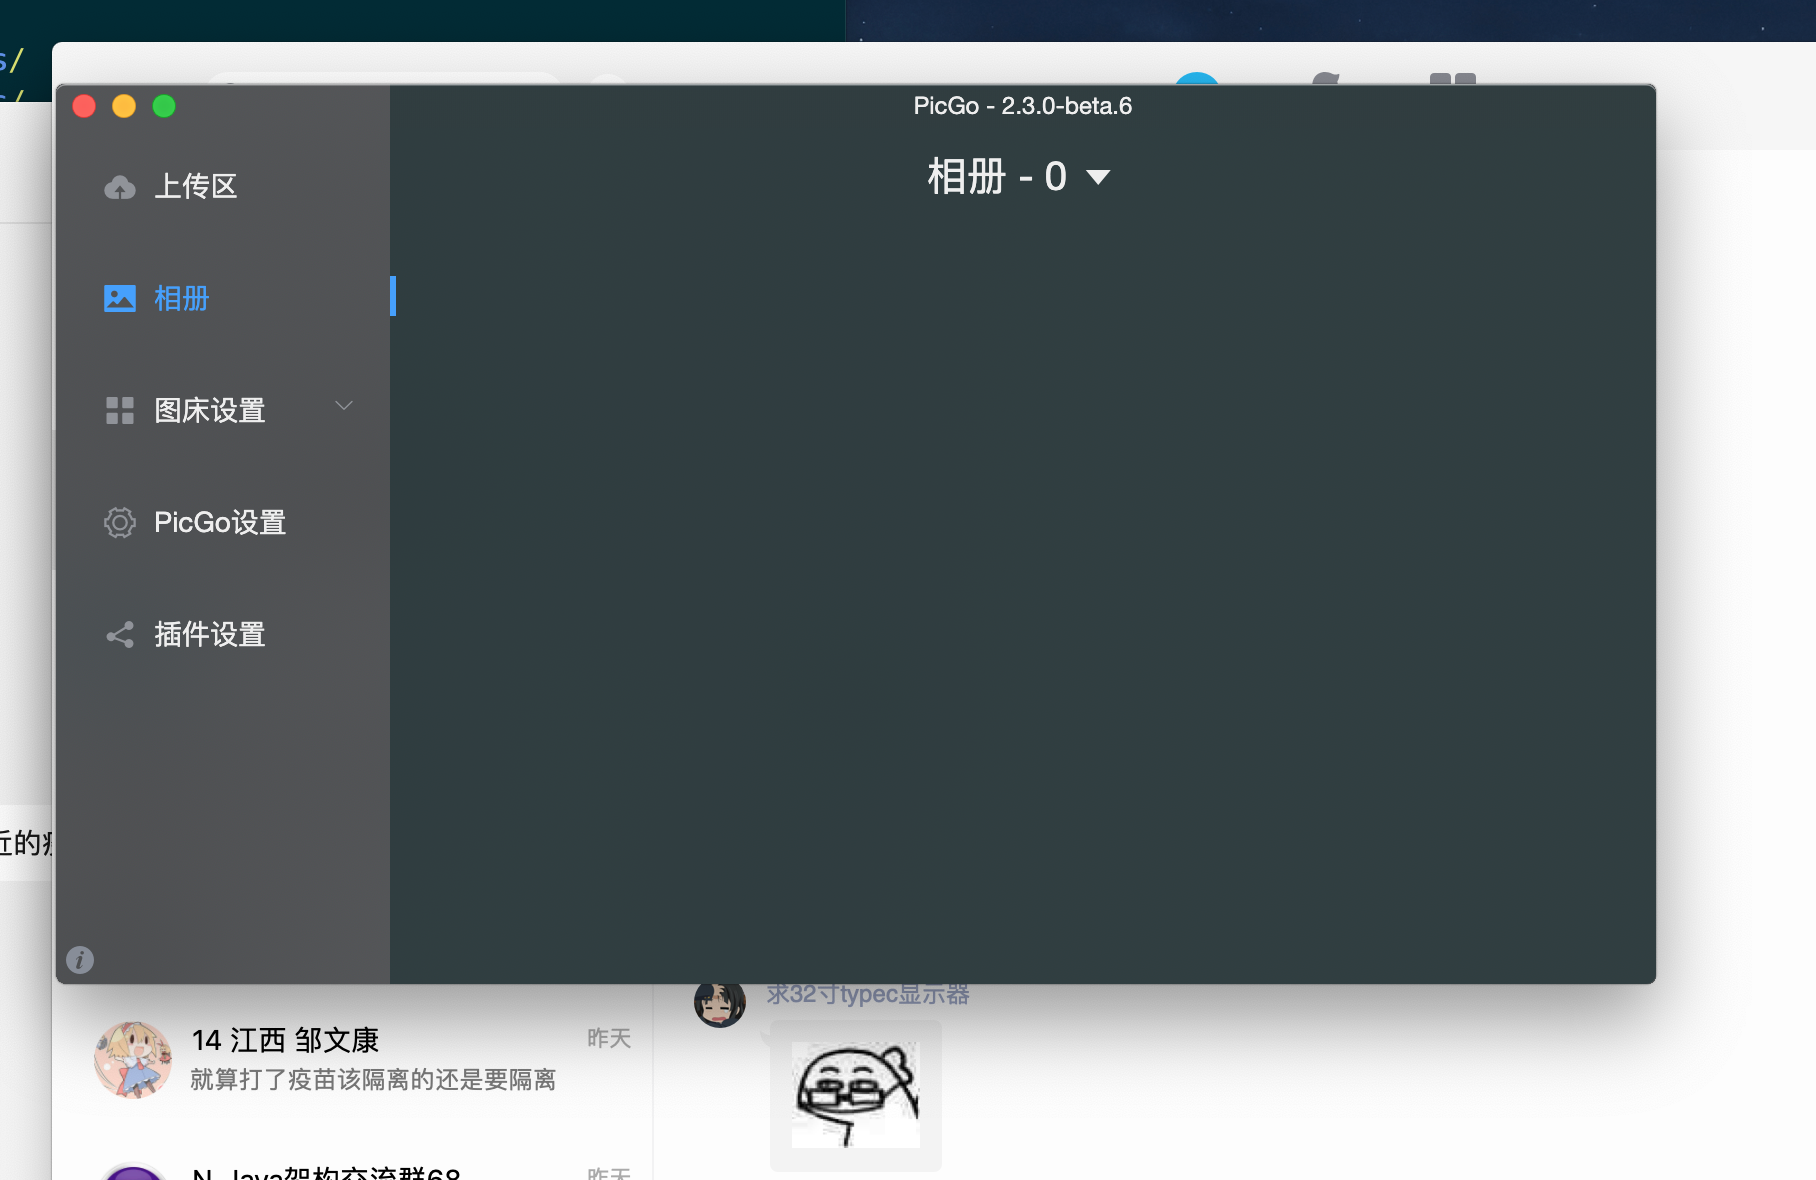 s/
PicGo - 2.3.0-beta.6
相册 - 0
上传区
相册
图床设置
PicGo设置
插件设置
近的
求32寸typec显示器
14 江西 邹文康
昨天
就算打了疫苗该隔离的还是要隔离
N Java架构交流群68
昨天